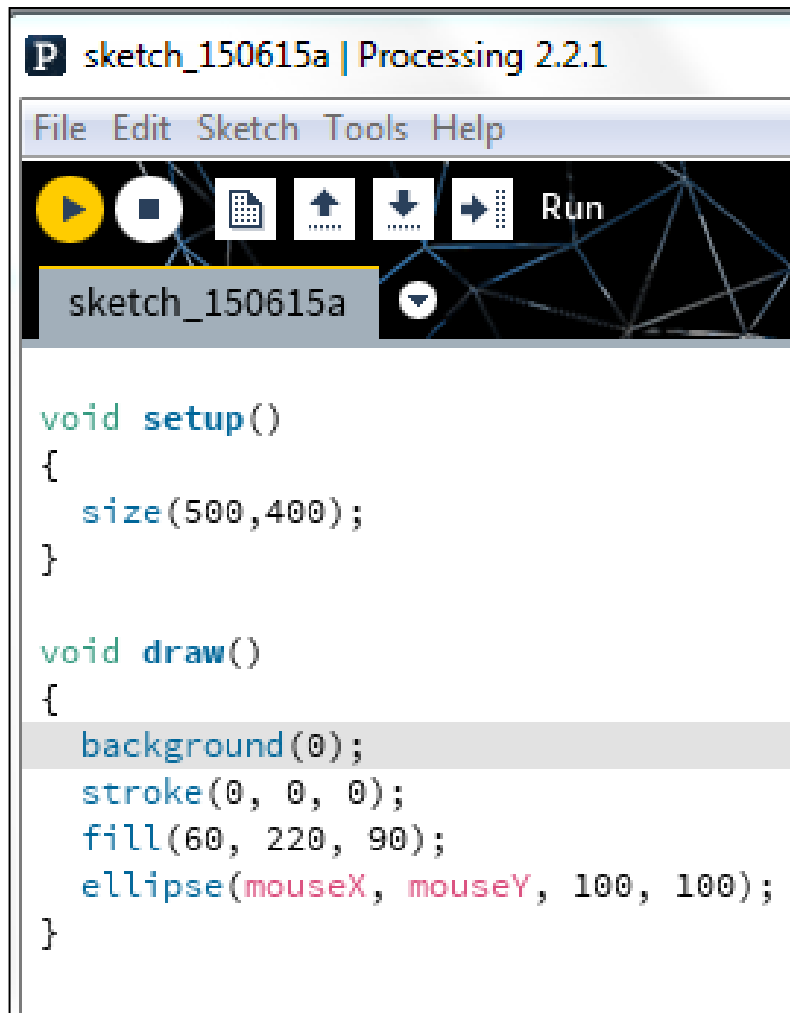 P sketch_150615a | Processing 2.2.1
File Edit Sketch Tools Help
Run
sketch_150615a
void setup()
{
  size(500,400);
}
void draw()
{
  background(0);
  stroke(0, 0, 0);
  fill(60, 220, 90);
  ellipse(mouseX, mouseY, 100, 100);
}